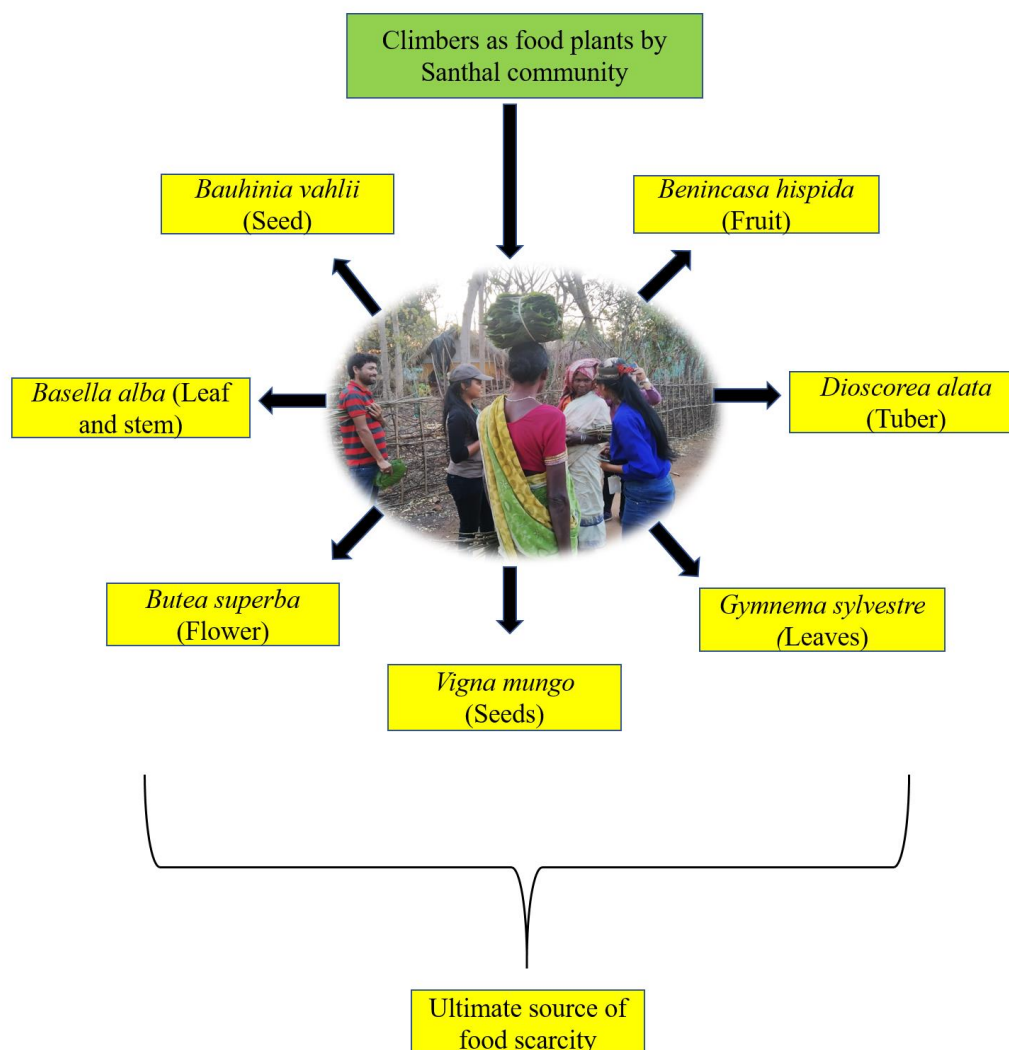 Climbers as food plants by
Santhal community
Bauhinia vahlii
(Seed)
Benincasa hispida
(Fruit)
Basella alba (Leaf
and stem)
Dioscorea alata
(Tuber)
Butea superba
(Flower)
Gymnema sylvestre
(Leaves)
Vigna mungo
(Seeds)
Ultimate source of
food scarcity